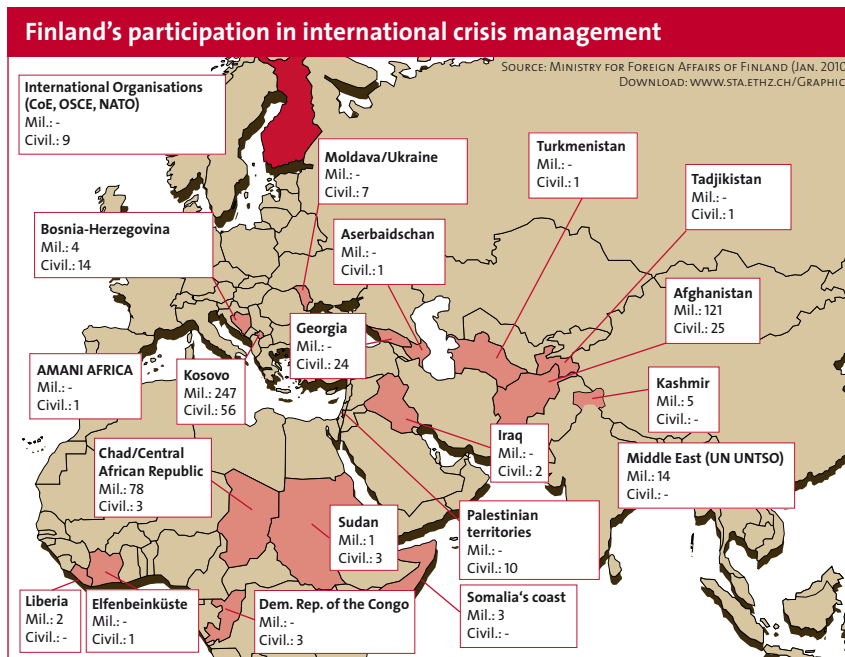 Finland's participation in international crisis management
SOURCE: MINISTRY FOR FOREIGN AFFAIRS OF FINLAND (JAN. 2010
DOWNLOAD: WWW.STA.ETHZ.CH/GRAPHIC
International Organisations
(CoE, OSCE, NATO)
Mil.: -
Civil.: 9
Moldava/Ukraine
Mil.: -
Civil.: 7
Turkmenistan
Mil.: -
Civil.: 1
Tadjikistan
Mil.: -
Civil.: 1
Bosnia-Herzegovina
Mil.: 4
Civil.: 14
Aserbaidschan
Mil.: -
Civil.: 1
Afghanistan
Mil.: 121
Civil.: 25
Georgia
Mil.: -
Civil.: 24
AMANI AFRICA
Mil.: -
Civil.: 1
Kosovo
Mil.: 247
Civil.: 56
Kashmir
Mil.: 5
Civil.: -
Iraq
Mil.: -
Civil.: 2
Chad/Central
African Republic
Mil.: 78
Civil.: 3
Middle East (UN UNTSO)
Mil.: 14
Civil.: -
Sudan
Mil.: 1
Civil.: 3
Palestinian
territories
Mil.: -
Civil.: 10
Liberia
Mil.: 2
Civil.: -
Elfenbeinküste
Mil.: -
Civil.: 1
Dem. Rep. of the Congo
Mil.: -
Civil.: 3
Somalia‘s coast
Mil.: 3
Civil.: -